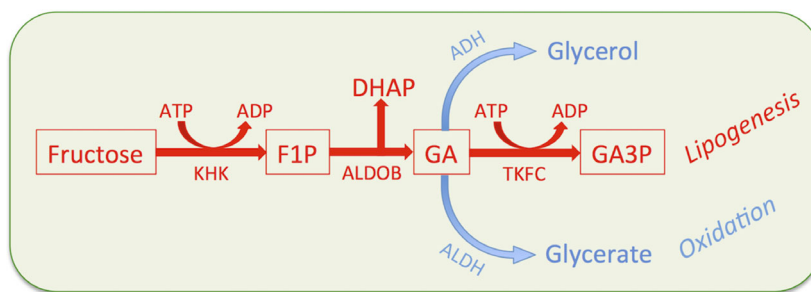 ADH
Glycerol
DHAP
ATP
ADP
ATP
ADP
Lipogenesis
Fructose
F1P
GA
GA3P
KHK
ALDOB
TKFC
ALDH
Glycerate
Oxidation